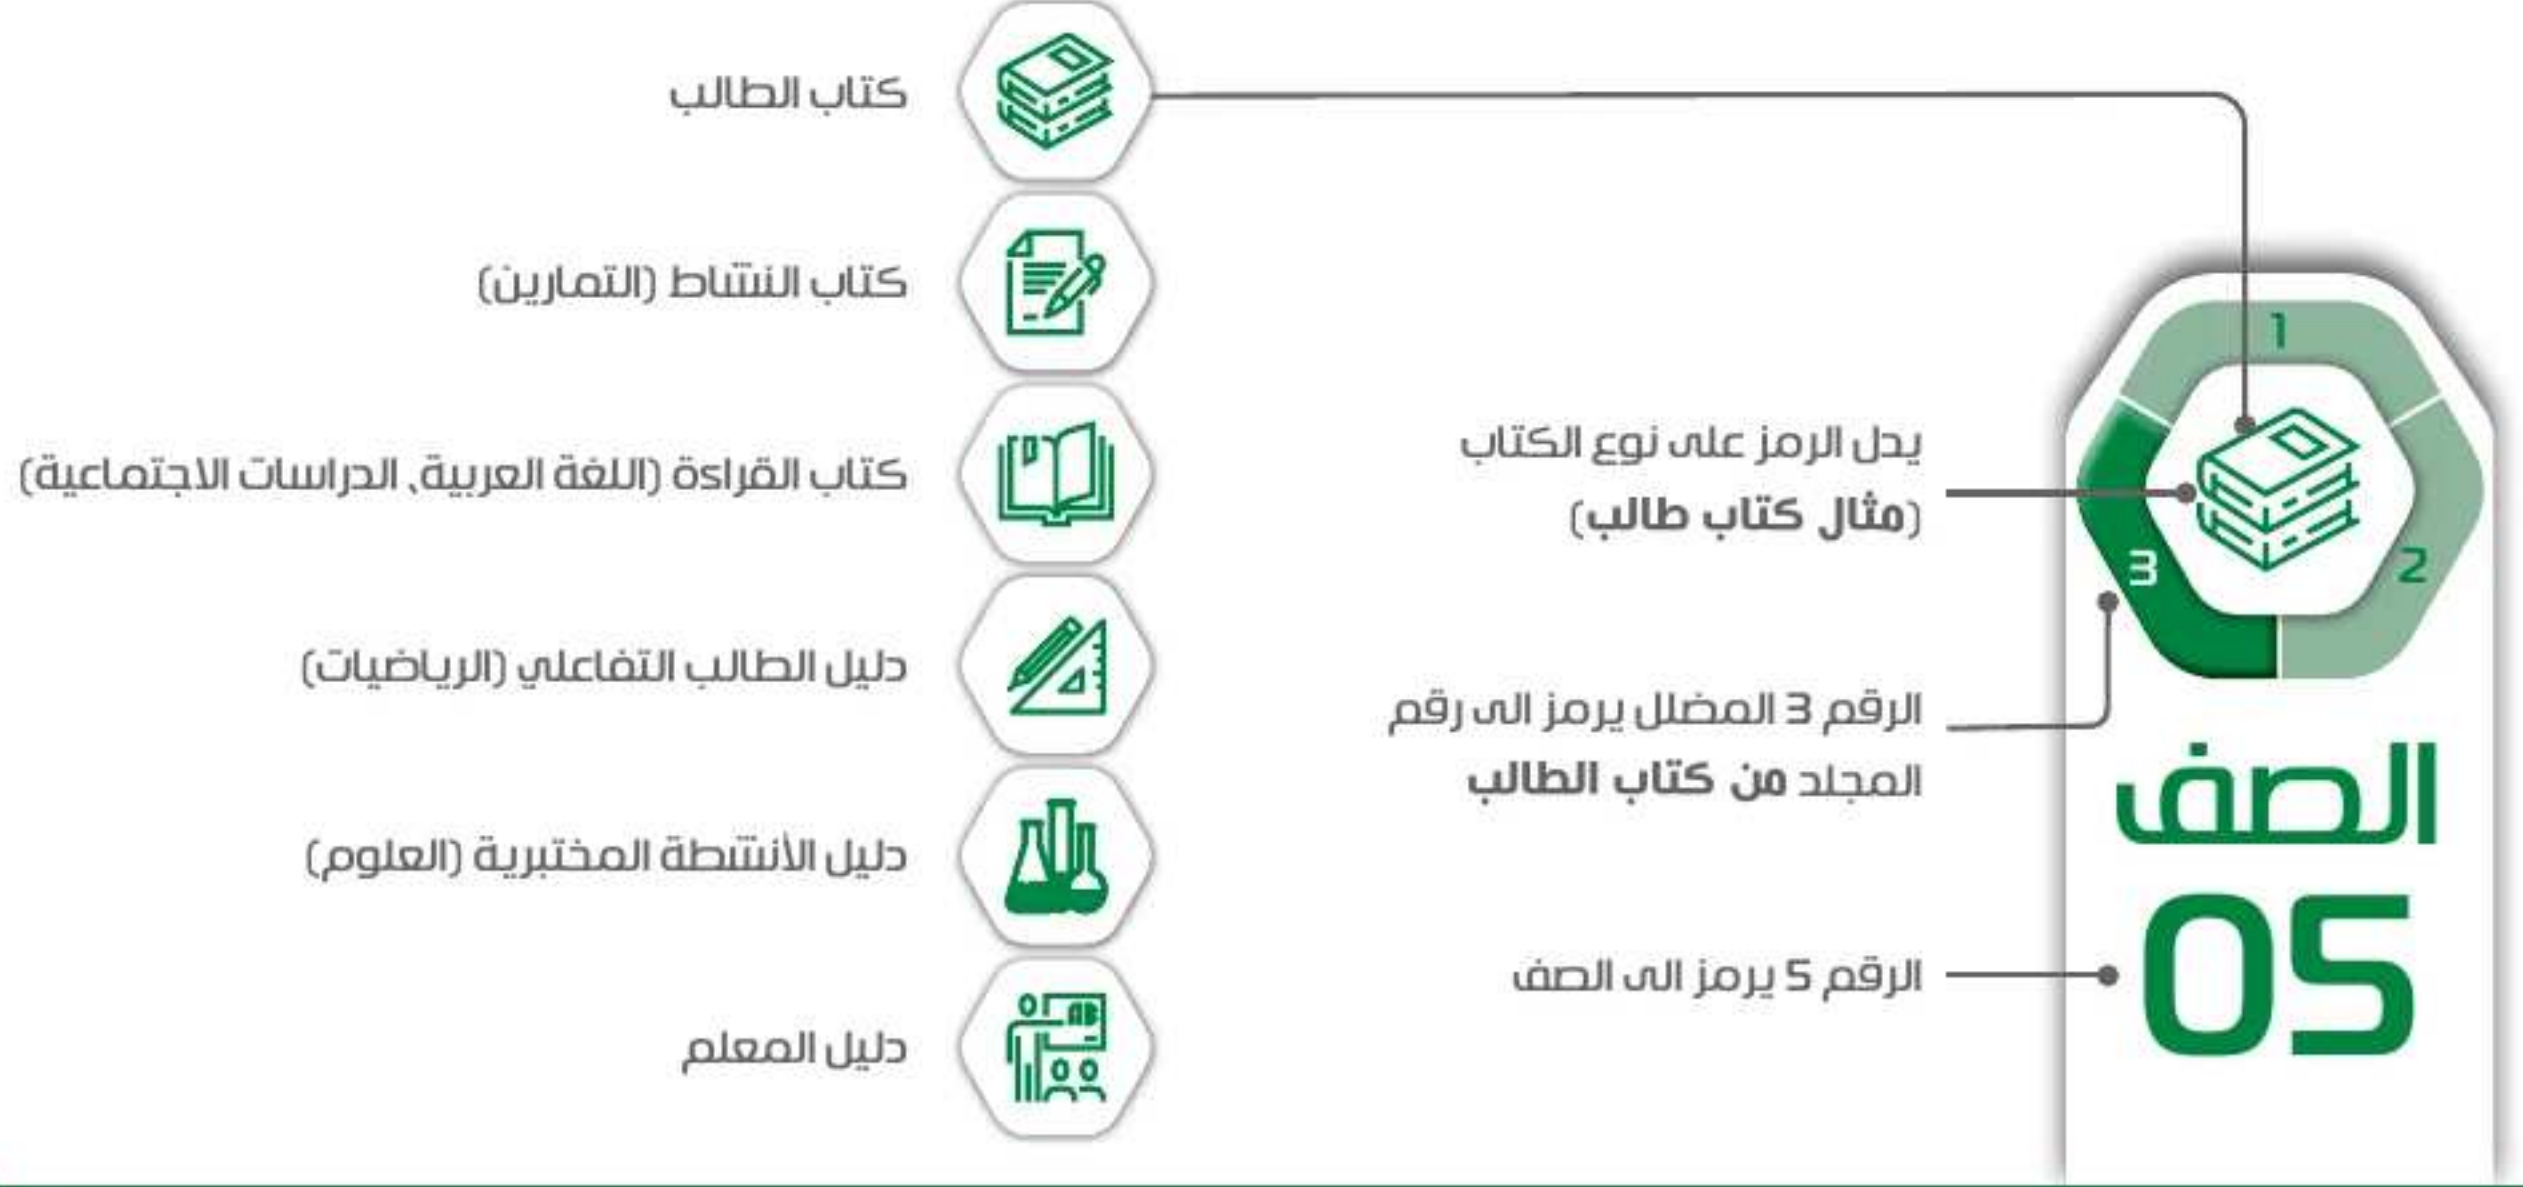 1
2
3
الصف
05
يدل الرمز على نوع الكتاب
(مثال كتاب طالب)
الرقم 3 المضلل يرمز الى رقم
المجلد من كتاب الطالب
الرقم 5 يرمز الى الصف
كتاب الطالب
كتاب النشاط (التمارين)
كتاب القراءة (اللغة العربية، الدراسات الاجتماعية)
دليل الطالب التفاعلي (الرياضيات)
دليل الأنشطة المختبرية (العلوم)
AB
دليل المعلم